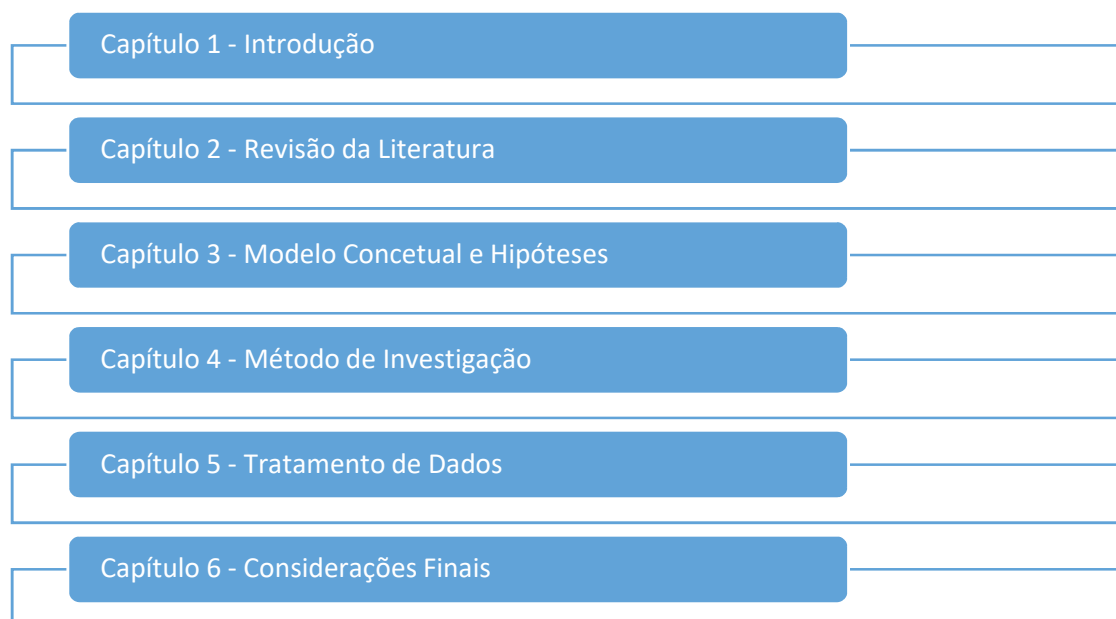 Capítulo 1 - Introdução
Capítulo 2 - Revisão da Literatura
Capítulo 3 - Modelo Concetual e Hipóteses
Capítulo 4 - Método de Investigação
Capítulo 5 - Tratamento de Dados
Capítulo 6 - Considerações Finais